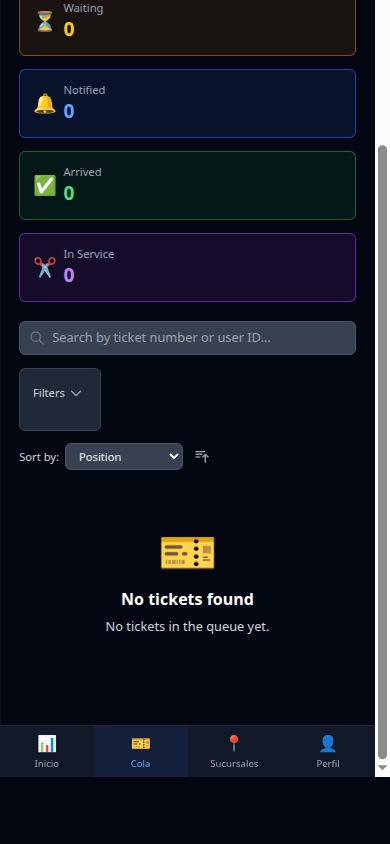 Waiting
0
Notified
0
Arrived
0
In Service
0
Search by ticket number or user ID...
Filters
Sort by: Position
No tickets found
No tickets in the queue yet.
Inicio Cola Sucursales Perfil